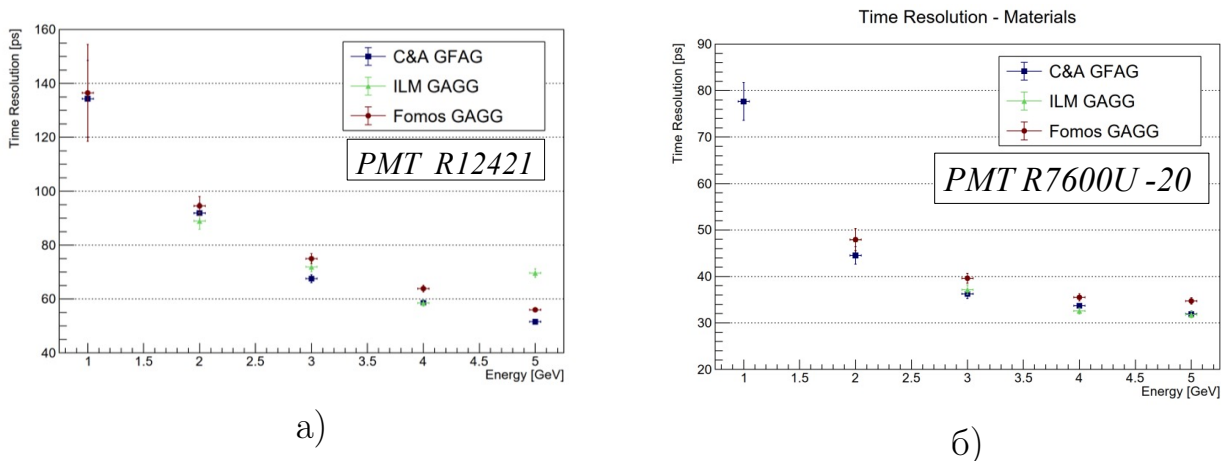 Time Resolution [ps]
160
140
120
100
80
60
40
C&A GFAG
ILM GAGG
Fomos GAGG
PMT R12421
1 1.5 2 2.5 3 3.5 4 4.5 5
Energy [GeV]
а)
Time Resolution - Materials
Time Resolution [ps]
90
80
70
60
50
40
30
20
C&A GFAG
ILM GAGG
Fomos GAGG
PMT R7600U -20
1 1.5 2 2.5 3 3.5 4 4.5 5
Energy [GeV]
б)